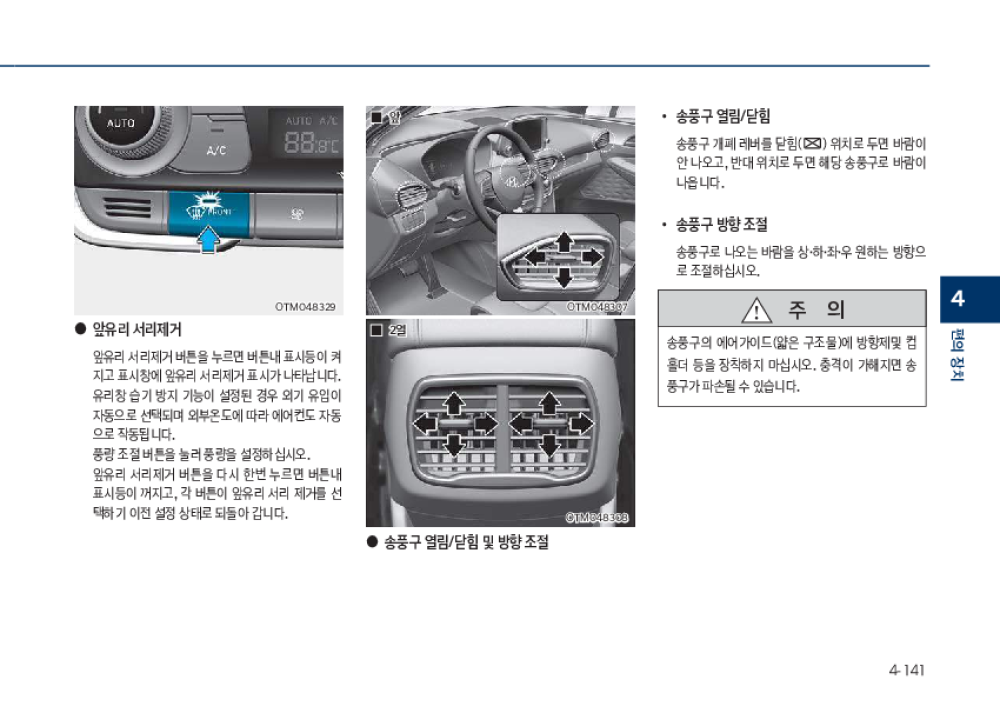 AUTO
AUTO A/C
88.8℃
A/C
FRONT
OTM048329
● 앞유리 서리제거
앞유리 서리제거 버튼을 누르면 버튼내 표시등이 켜
지고 표시창에 앞유리 서리제거 표시가 나타납니다.
유리창 습기 방지 기능이 설정된 경우 외기 유입이
자동으로 선택되며 외부온도에 따라 에어컨도 자동
으로 작동됩니다.
풍량 조절 버튼을 눌러 풍량을 설정하십시오.
앞유리 서리제거 버튼을 다시 한번 누르면 버튼내
표시등이 꺼지고, 각 버튼이 앞유리 서리 제거를 선
택하기 이전 설정 상태로 되돌아 갑니다.
■ 앞
OTM048307
■ 2열
OTM048308
● 송풍구 열림/닫힘 및 방향 조절
• 송풍구 열림/닫힘
송풍구 개폐 레버를 닫힘( ) 위치로 두면 바람이
안 나오고, 반대 위치로 두면 해당 송풍구로 바람이
나옵니다.
• 송풍구 방향 조절
송풍구로 나오는 바람을 상·하·좌·우 원하는 방향으
로 조절하십시오.
주 의
송풍구의 에어가이드(얇은 구조물)에 방향제및 컵
홀더 등을 장착하지 마십시오. 충격이 가해지면 송
풍구가 파손될 수 있습니다.
4
편의 장치
4-141